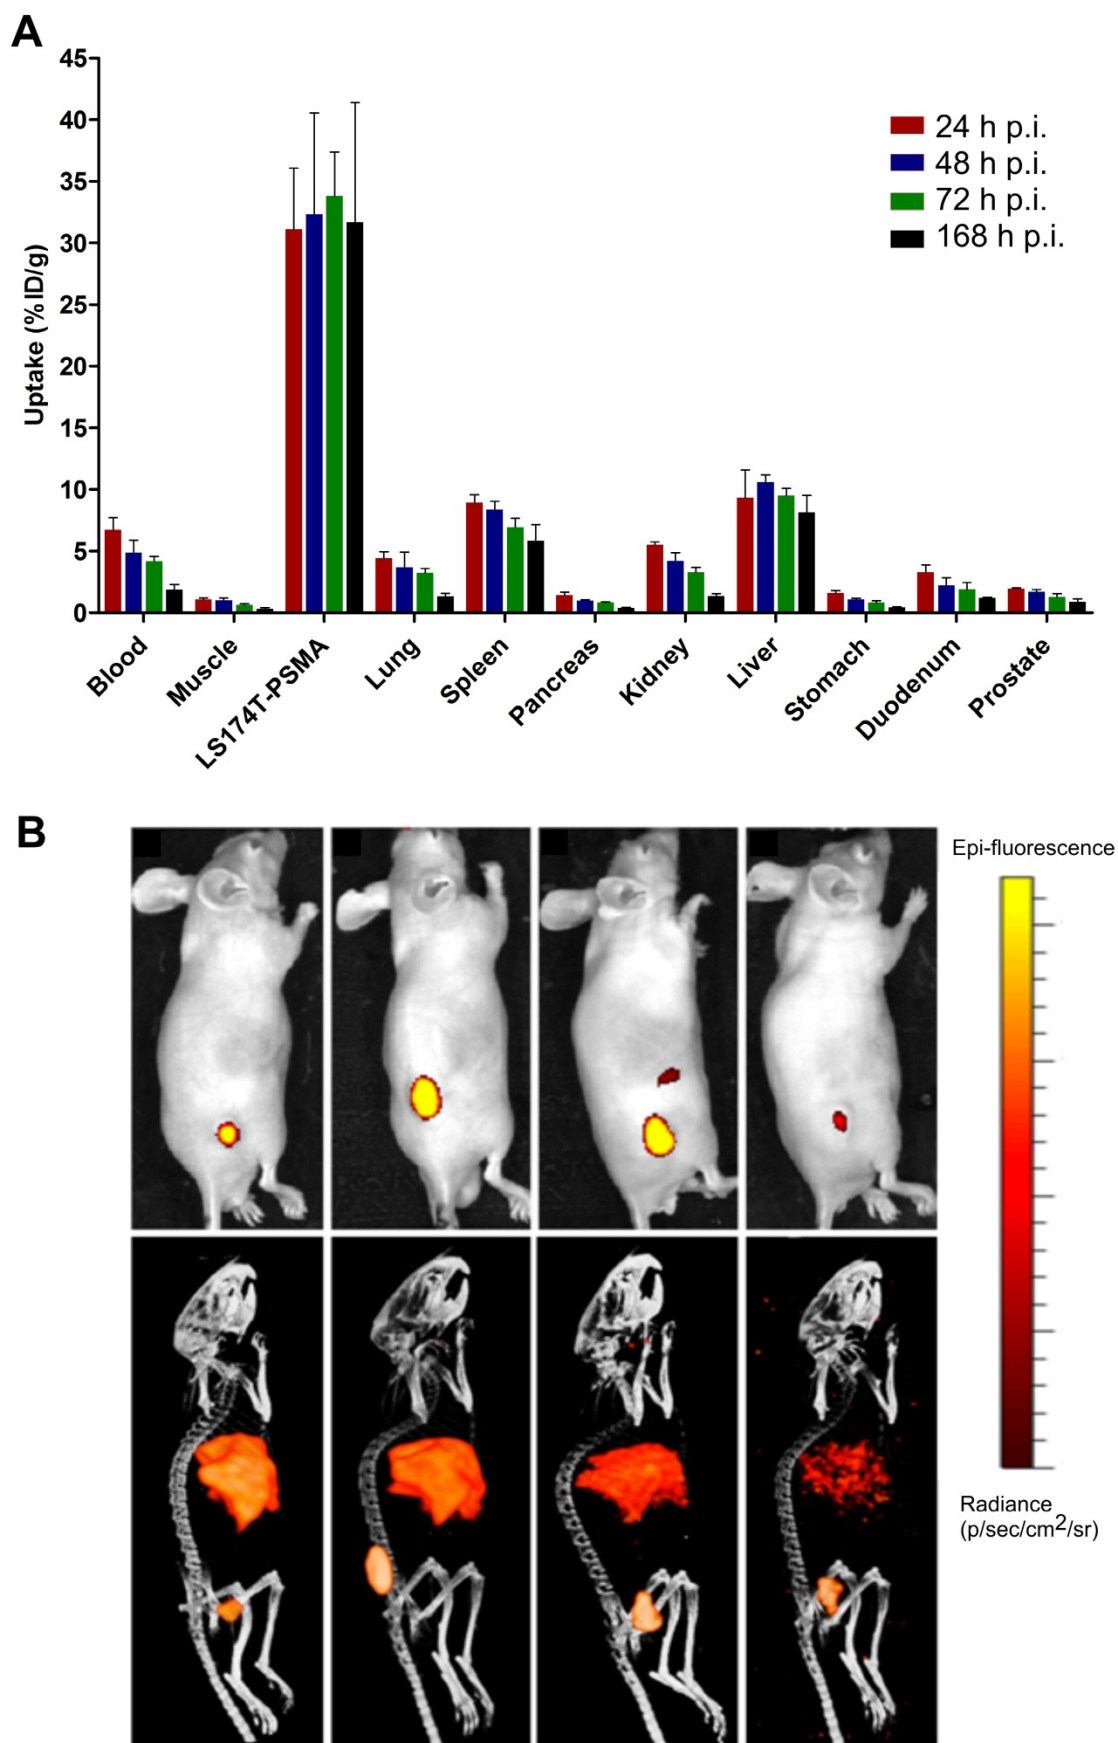 A
45
40
35
30
25
20
15
10
5
0
Uptake (%ID/g)
24 h p.i.
48 h p.i.
72 h p.i.
168 h p.i.
Blood
Muscle
LS174T-PSMA
Lung
Spleen
Pancreas
Kidney
Liver
Stomach
Duodenum
Prostate
B
Epi-fluorescence
Radiance
(p/sec/cm2/sr)